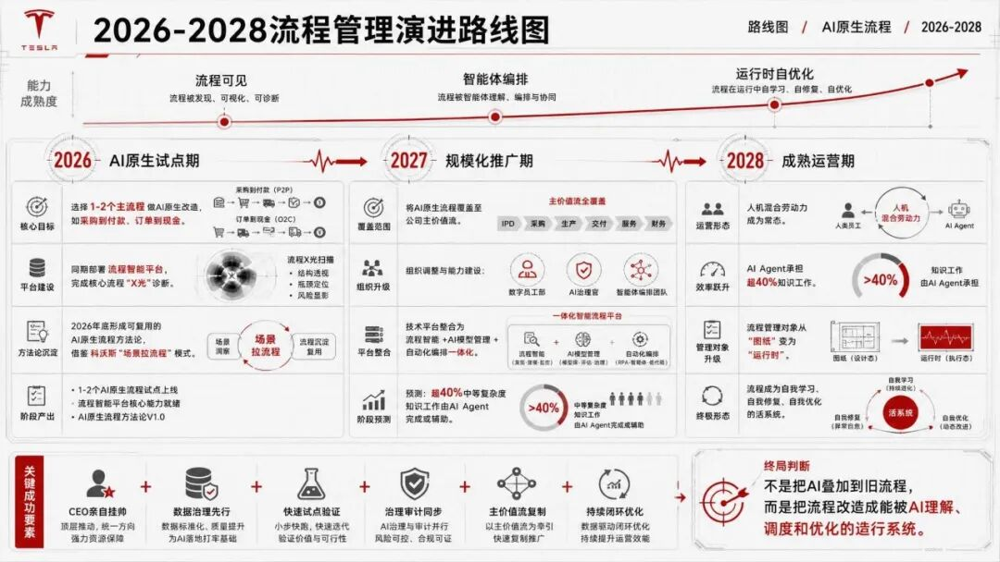 TESLA
2026-2028流程管理演进路线图
路线图 / AI原生流程 / 2026-2028
能力
成熟度
流程可见
流程被发现、可视化、可诊断
智能体编排
流程被智能体理解、编排与协同
运行时自优化
流程在运行中自学习、自修复、自优化
2026 AI原生试点期
核心目标
选择 1-2个主流程 做AI原生改造,
如采购到付款、订单到现金。
采购到付款(P2P)
订单到现金(O2C)
平台建设
同期部署 流程智能平台,
完成核心流程“X光”诊断。
流程X光扫描
• 结构透视
• 瓶颈定位
• 风险显影
方法论沉淀
2026年底形成可复用的
AI原生流程方法论,
借鉴 科沃斯“场景拉流程” 模式。
场景
洞察
场景
拉流程
流程沉淀
复用
阶段产出
• 1-2个AI原生流程试点上线
• 流程智能平台核心能力就绪
• AI原生流程方法论V1.0
2027 规模化推广期
覆盖范围
将AI原生流程覆盖至
公司主价值流。
主价值流全覆盖
IPD 采购 生产 交付 服务 财务
组织升级
组织调整与能力建设:
数字员工部
AI治理官
智能体编排团队
平台整合
技术平台整合为
流程智能 +AI模型管理 +
自动化编排一体化。
一体化智能流程平台
流程智能
+
AI模型管理
+
自动化编排
阶段预测
预测:超40%中等复杂度
知识工作由AI Agent
完成或辅助。
>40%
中等复杂度
知识工作
由AI Agent完成或辅助
2028 成熟运营期
运营形态
人机混合劳动力
成为常态。
人类员工
人机
混合劳动力
AI Agent
效率跃升
AI Agent承担
超40%知识工作。
>40%
知识工作
由AI Agent承担
管理对象
升级
流程管理对象从
“图纸” 变为
“运行时”。
图纸(设计态)
运行时(执行态)
终极形态
流程成为自我学习、
自我修复、自我优化
的活系统。
自我学习
(持续进化)
活系统
自我修复
自我优化
(动态改进)
关键成功要素
CEO亲自挂帅
顶层推动,统一方向
强力资源保障
+
数据治理先行
数据标准化、质量提升
为AI落地打牢基础
+
快速试点验证
小步快跑,快速迭代
验证价值与可行性
+
治理审计同步
AI治理与审计并行
风险可控、合规可证
+
主价值流复制
以主价值流为牵引
快速复制推广
+
持续闭环优化
数据驱动闭环优化
持续提升运营效能
终局判断
不是把AI叠加到旧流程,
而是把流程改造成能被AI理解、
调度和优化的造行系统。